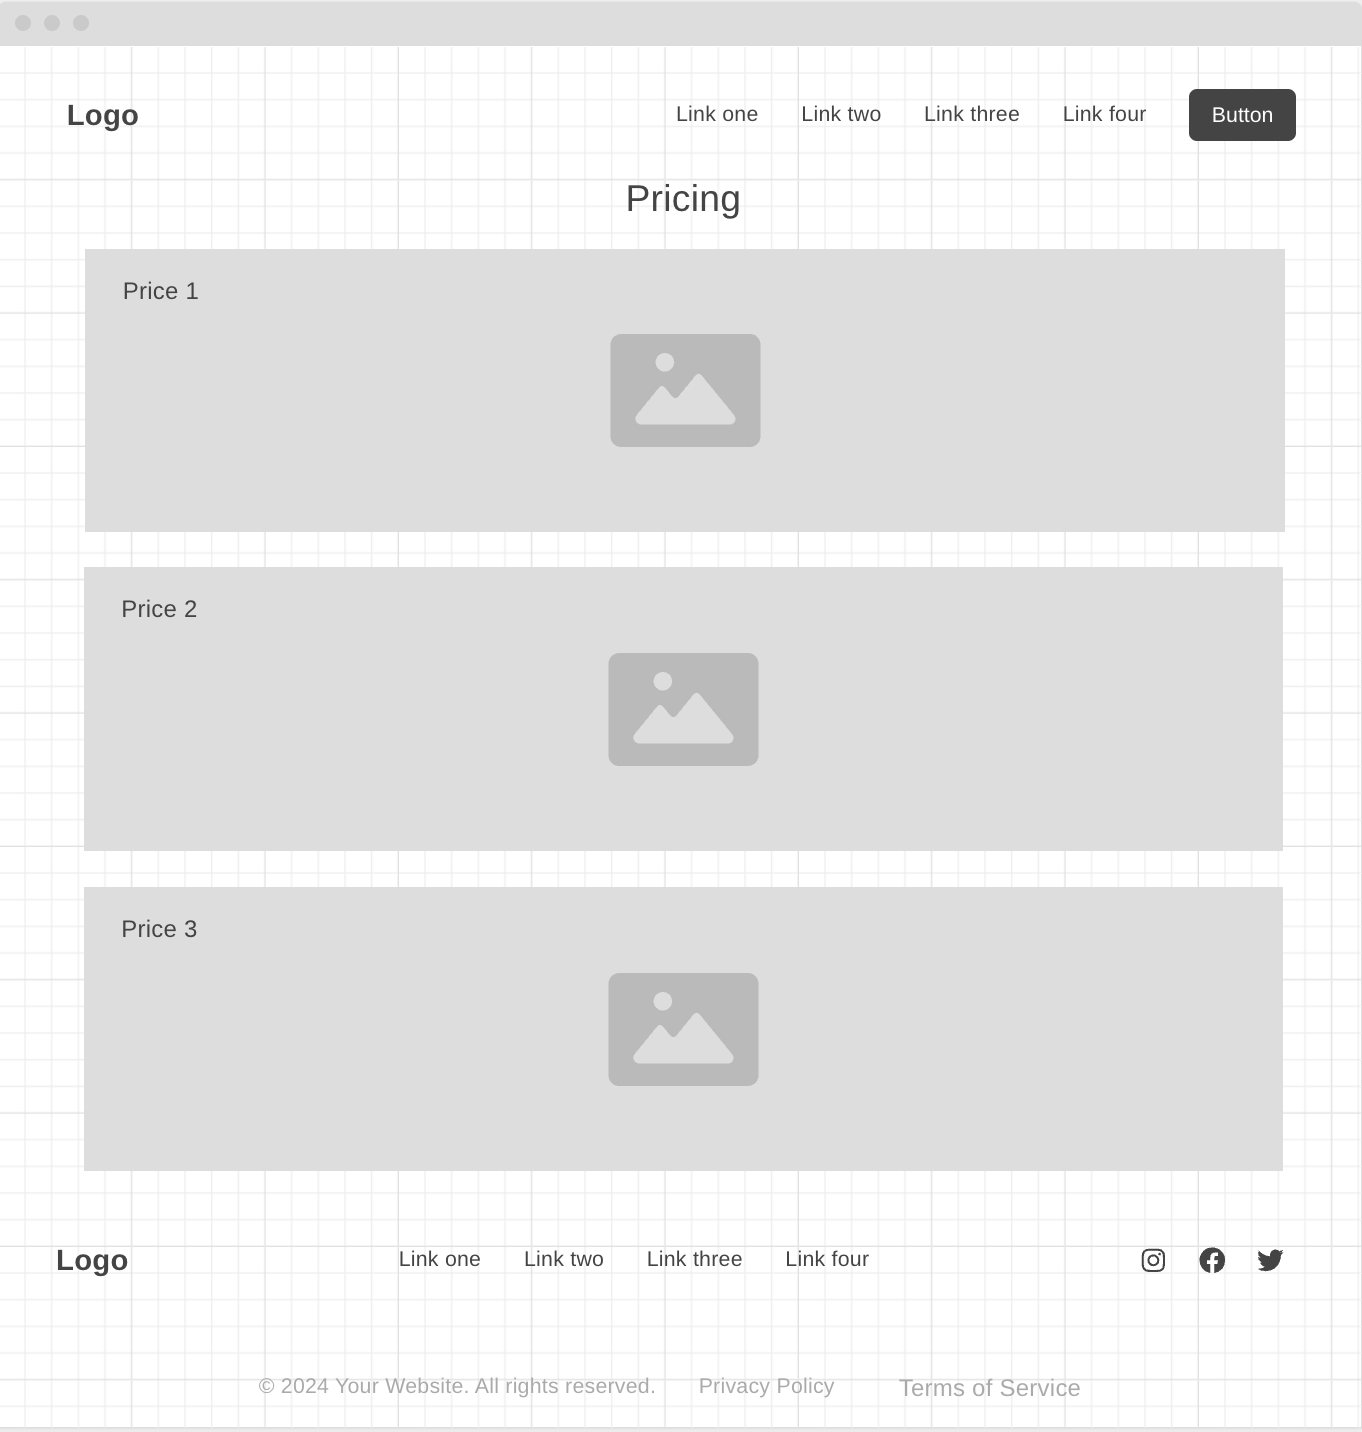 Logo
Link one
Link two
Link three
Link four
Button
Pricing
Price 1
Price 2
Price 3
Logo
Link one
Link two
Link three
Link four
© 2024 Your Website. All rights reserved.
Privacy Policy
Terms of Service